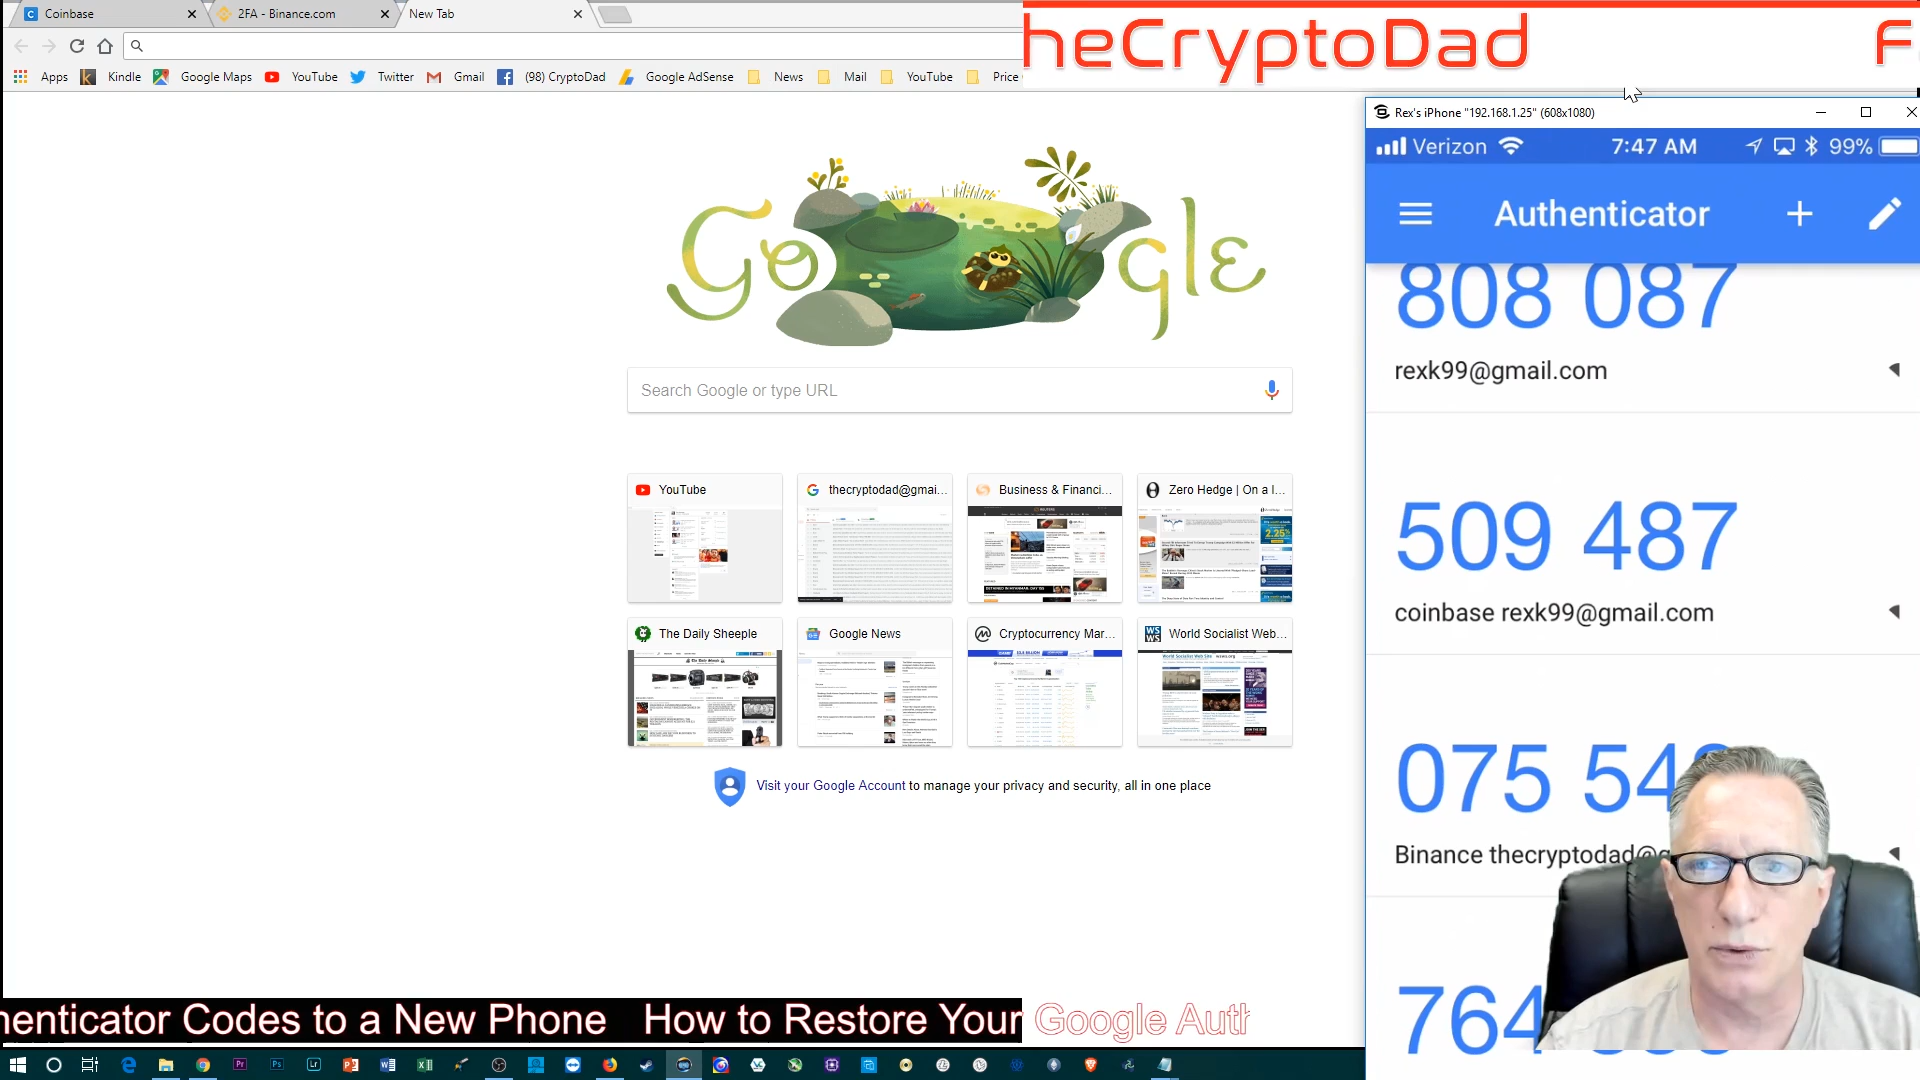 Coinbase
2FA - Binance.com
New Tab
heCryptoDad
F
Apps
Kindle
Google Maps
YouTube
Twitter
Gmail
(98) CryptoDad
Google AdSense
News
Mail
YouTube
Price
Rex's iPhone "192.168.1.25" (608x1080)
Verizon
7:47 AM
99%
Authenticator
808 087
rexk99@gmail.com
509 487
coinbase rexk99@gmail.com
075 54
Binance thecryptodad@g
764
Google
Search Google or type URL
YouTube
thecryptodad@gmai...
Business & Financi...
Zero Hedge | On a l...
The Daily Sheeple
Google News
Cryptocurrency Mar...
World Socialist Web...
Visit your Google Account to manage your privacy and security, all in one place
henticator Codes to a New Phone How to Restore Your Google Auth